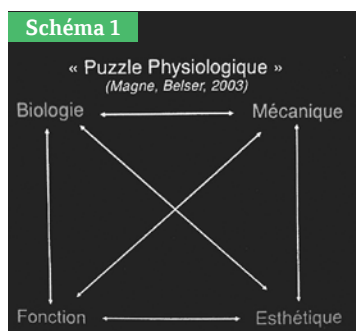 Schéma 1
« Puzzle Physiologique »
(Magne, Belser, 2003)
Biologie Mécanique
Fonction Esthétique